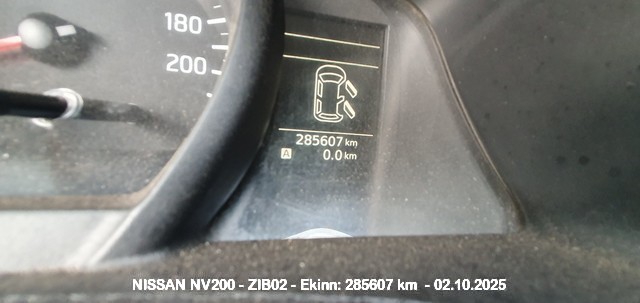 180
200
285607 km
A 0.0 km
NISSAN NV200 - ZIB02 - Ekinn: 285607 km - 02.10.2025